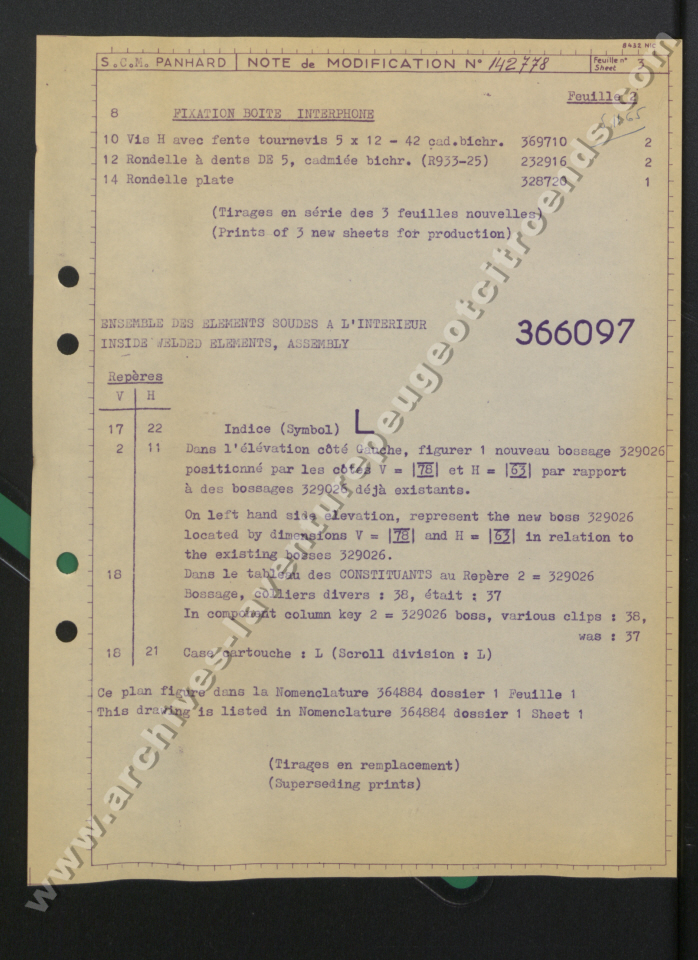 8432 N°C
S.C.M. PANHARD NOTE de MODIFICATION N° 142778 Feuille n° Sheet 3
Feuille 2
8 FIXATION BOITE INTERPHONE
10 Vis H avec fente tournevis 5 x 12 - 42 cad.bichr. 369710 2
12 Rondelle à dents DE 5, cadmiée bichr. (R933-25) 232916 2
14 Rondelle plate 328720 1
(Tirages en série des 3 feuilles nouvelles)
(Prints of 3 new sheets for production)
ENSEMBLE DES ELEMENTS SOUDES A L'INTERIEUR
INSIDE WELDED ELEMENTS, ASSEMBLY
366097
Repères
V H
17 22 Indice (Symbol) L
2 11 Dans l'élévation côté Gauche, figurer 1 nouveau bossage 329026
positionné par les côtés V = |78| et H = |63| par rapport
à des bossages 329026 déjà existants.
On left hand side elevation, represent the new boss 329026
located by dimensions V = |78| and H = |63| in relation to
the existing bosses 329026.
18 Dans le tableau des CONSTITUANTS au Repère 2 = 329026
Bossage, colliers divers : 38, était : 37
In component column key 2 = 329026 boss, various clips : 38,
was : 37
18 21 Case cartouche : L (Scroll division : L)
Ce plan figure dans la Nomenclature 364884 dossier 1 Feuille 1
This drawing is listed in Nomenclature 364884 dossier 1 Sheet 1
(Tirages en remplacement)
(Superseding prints)
www.archives-laventurepeugeotcitroends.com